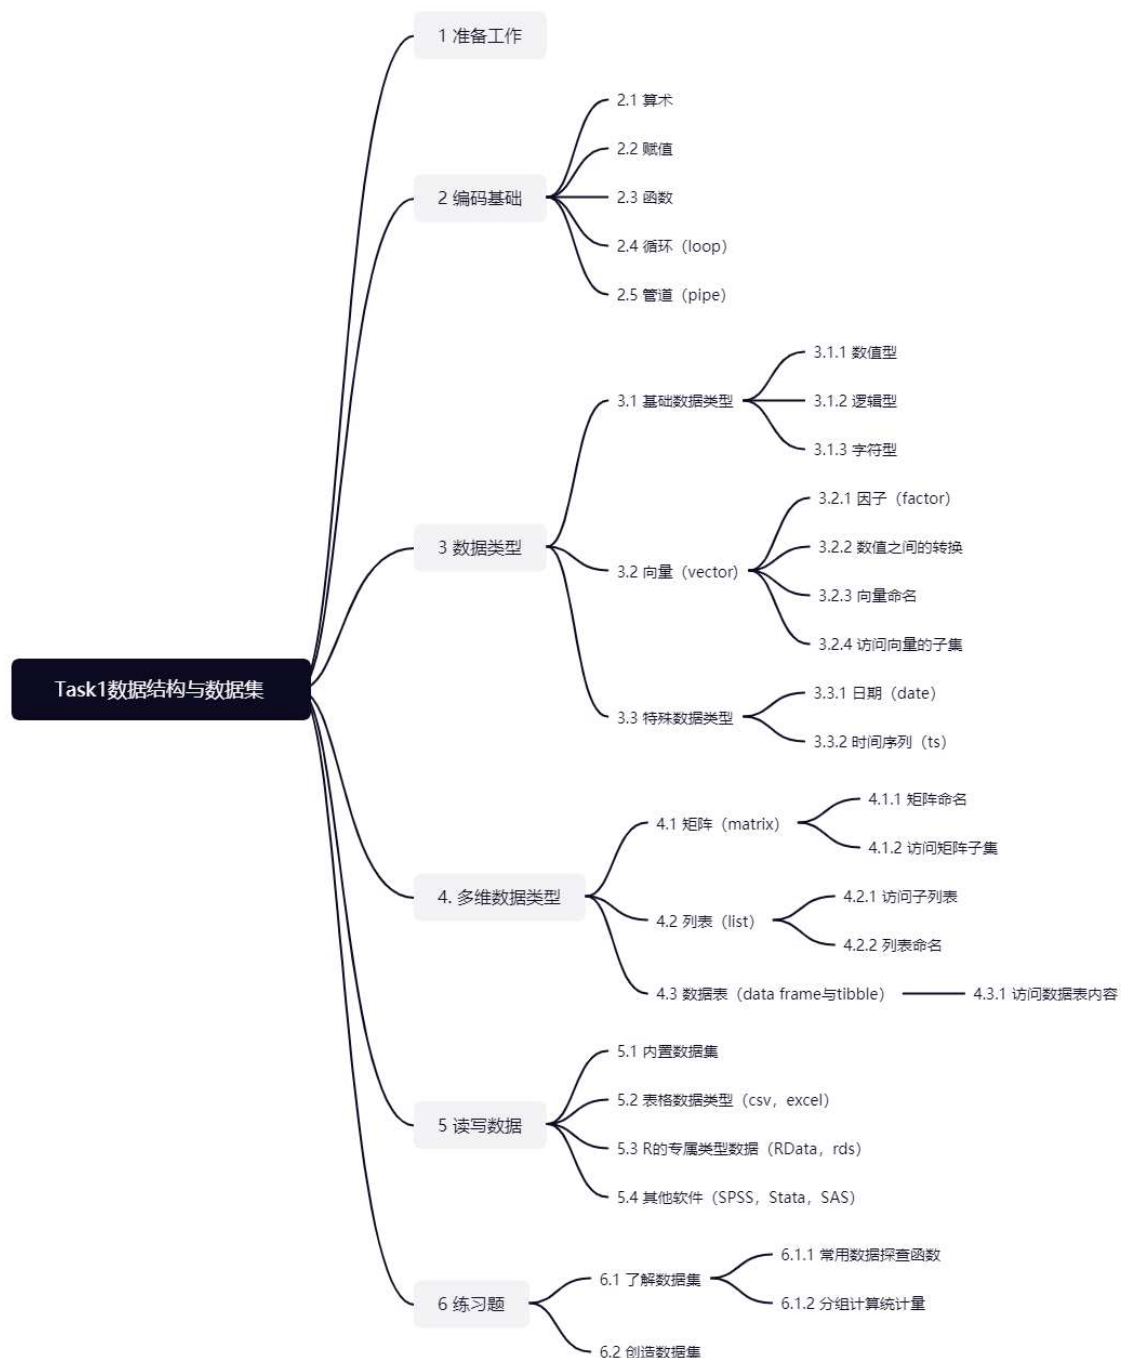 1 准备工作
2.1 算术
2.2 赋值
2 编码基础
2.3 函数
2.4 循环（loop）
2.5 管道（pipe）
3.1.1 数值型
3.1 基础数据类型
3.1.2 逻辑型
3.1.3 字符型
3.2.1 因子（factor）
3 数据类型
3.2.2 数值之间的转换
3.2 向量（vector）
3.2.3 向量命名
3.2.4 访问向量的子集
Task1数据结构与数据集
3.3.1 日期（date）
3.3 特殊数据类型
3.3.2 时间序列（ts）
4.1.1 矩阵命名
4.1 矩阵（matrix）
4.1.2 访问矩阵子集
4. 多维数据类型
4.2.1 访问子列表
4.2 列表（list）
4.2.2 列表命名
4.3 数据表（data frame与tibble）
4.3.1 访问数据表内容
5.1 内置数据集
5.2 表格数据类型（csv，excel）
5 读写数据
5.3 R的专属类型数据（RData，rds）
5.4 其他软件（SPSS，Stata，SAS）
6.1.1 常用数据探查函数
6.1 了解数据集
6 练习题
6.1.2 分组计算统计量
6.2 创造数据集